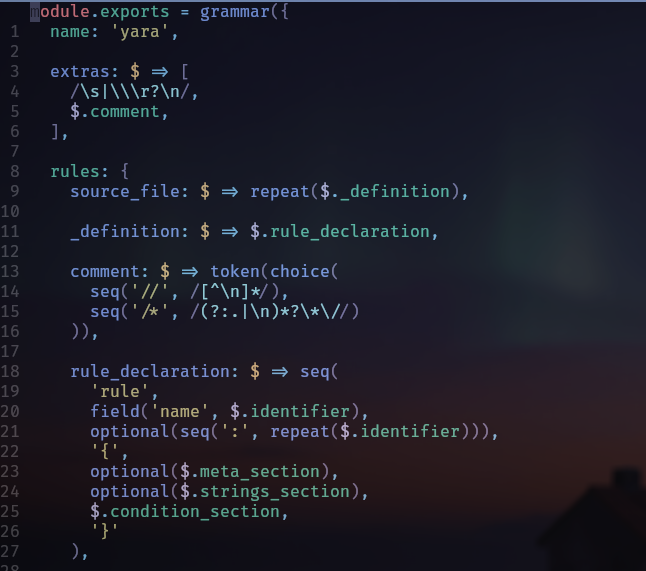 module.exports = grammar({
1 name: 'yara',
2
3 extras: $ => [
4 /\s|\\\r?\n/,
5 $.comment,
6 ],
7
8 rules: {
9 source_file: $ => repeat($._definition),
10
11 _definition: $ => $.rule_declaration,
12
13 comment: $ => token(choice(
14 seq('//', /[^\n]*/),
15 seq('/*', /(?:.|\n)*?\*\//)
16 )),
17
18 rule_declaration: $ => seq(
19 'rule',
20 field('name', $.identifier),
21 optional(seq(':', repeat($.identifier))),
22 '{',
23 optional($.meta_section),
24 optional($.strings_section),
25 $.condition_section,
26 '}'
27 ),
28